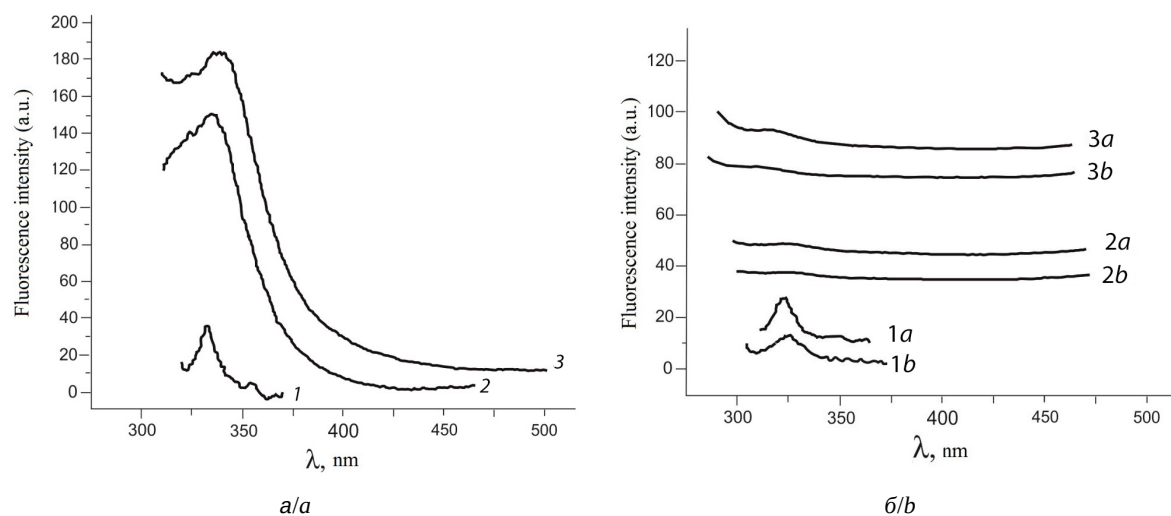 Fluorescence intensity (a.u.)
200
180
160
140
120
100
80
60
40
20
0
300
350
400
450
500
λ, nm
1
2
3
а/a
Fluorescence intensity (a.u.)
120
100
80
60
40
20
0
300
350
400
450
500
λ, nm
3a
3b
2a
2b
1a
1b
б/b